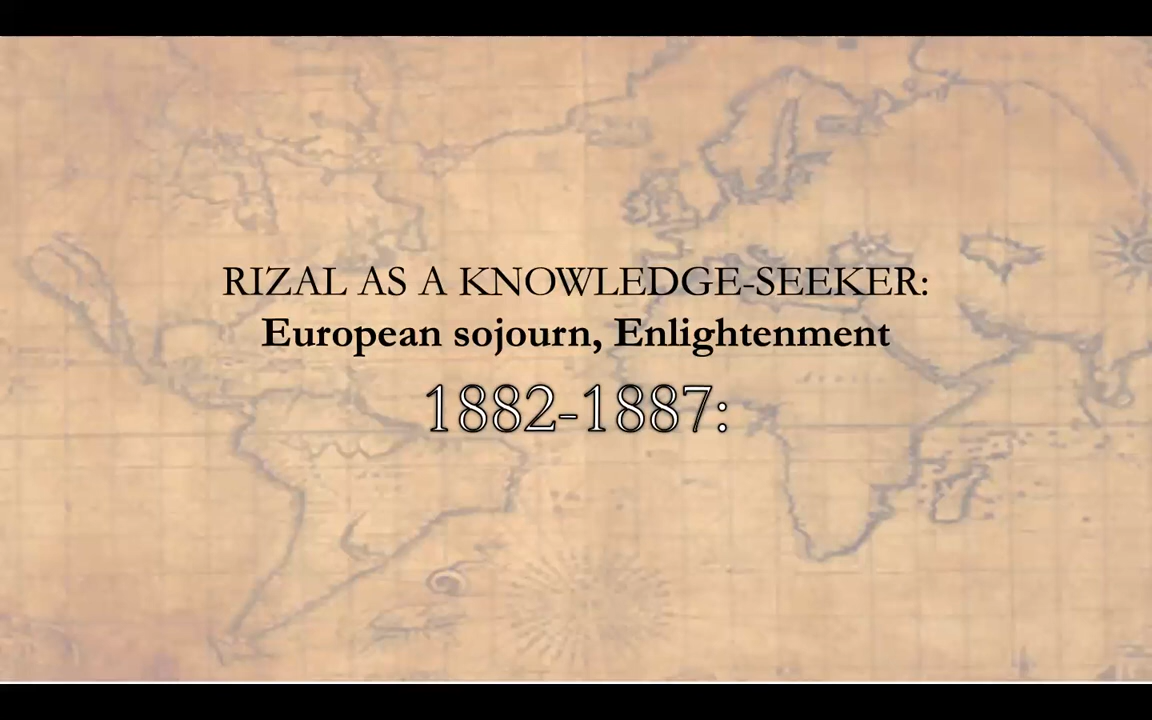 RIZAL AS A KNOWLEDGE-SEEKER:
European sojourn, Enlightenment
1882-1887: